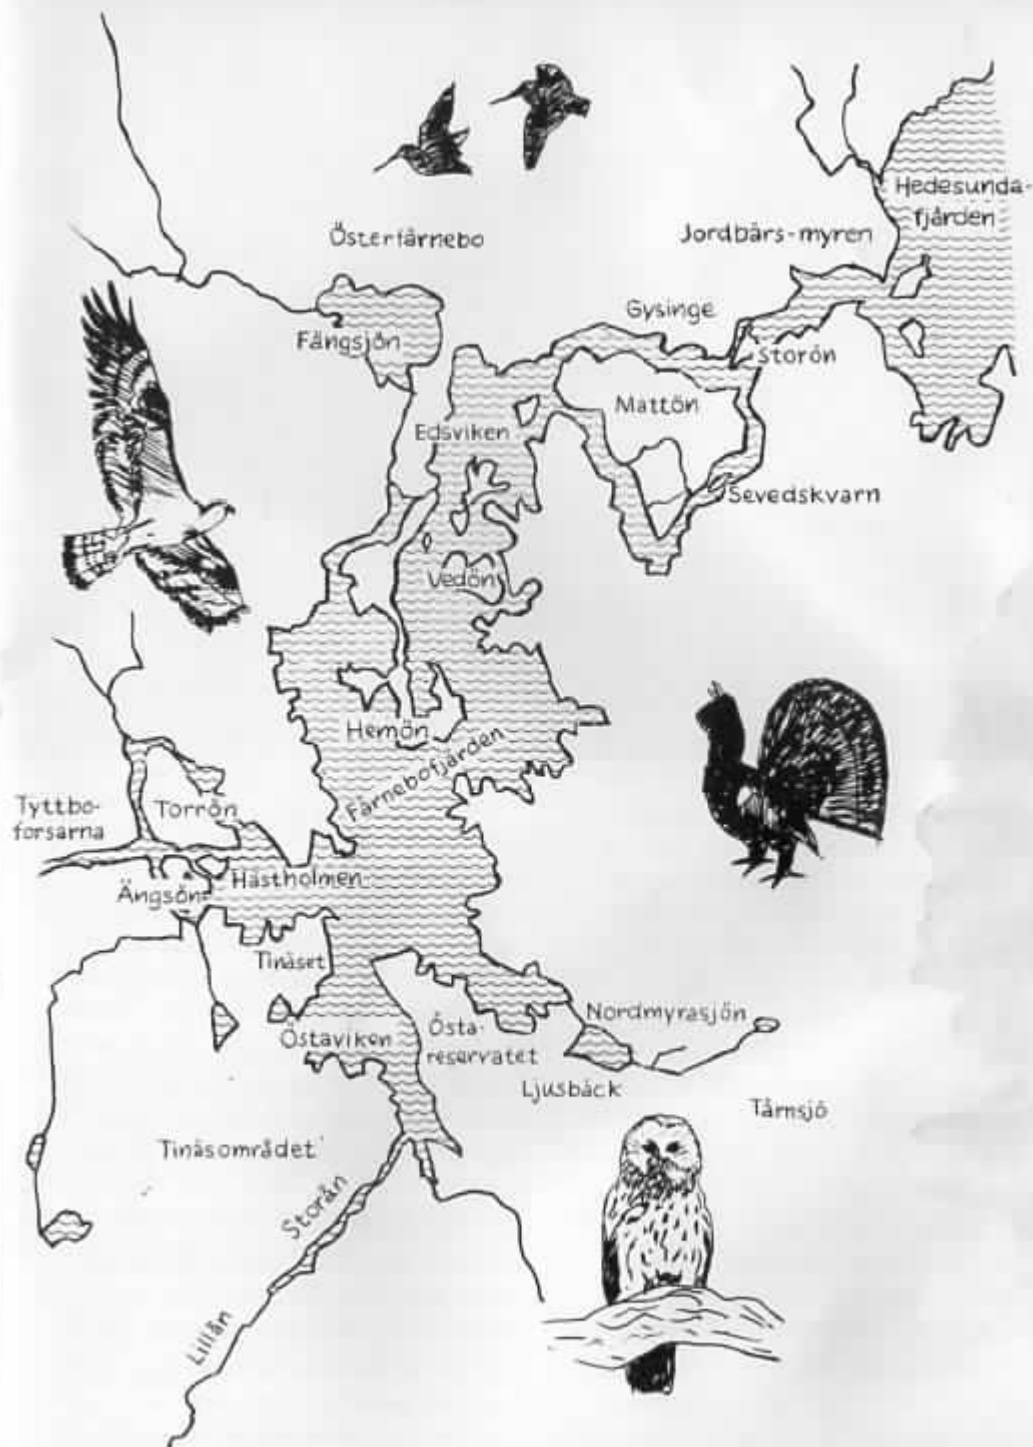 Hedesunda-
fjärden
Österfärnebo
Jordbärs-myren
Gysinge
Fängsjön
Storön
Mattön
Edsviken
Sevedskvarn
Vedön
Hemön
Färnebofjärden
Tyttbo-
forsarna
Torrön
Hästholmen
Ängsön
Tinäset
Nordmyrasjön
Östaviken
Östa-
reservatet
Ljusbäck
Tärnsjö
Tinäsområdet
Storån
Lillån